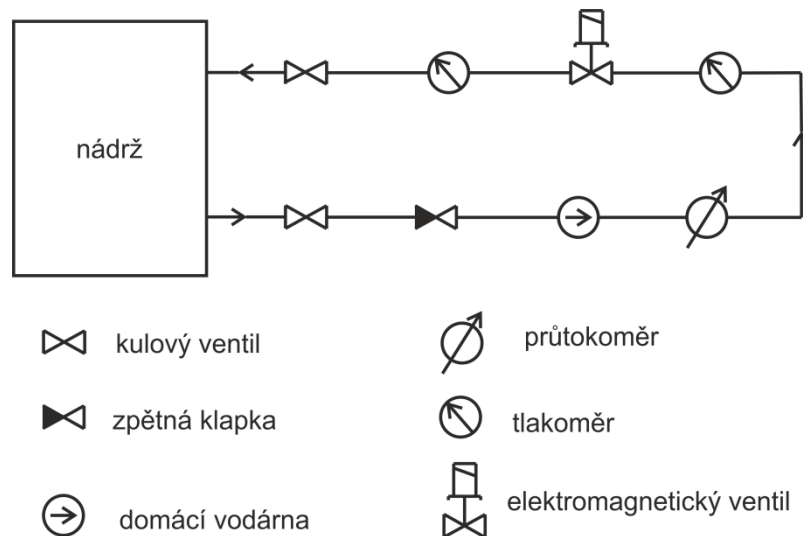 nádrž
kulový ventil
průtokoměr
zpětná klapka
tlakoměr
domácí vodárna
elektromagnetický ventil